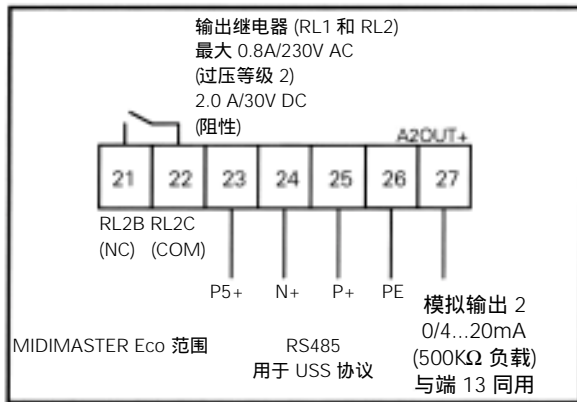 输出继电器 (RL1 和 RL2)
最大 0.8A/230V AC
(过压等级 2)
2.0 A/30V DC
(阻性)
A2OUT+
21 22 23 24 25 26 27
RL2B RL2C
(NC) (COM)
P5+ N+ P+ PE
模拟输出 2
0/4...20mA
(500KΩ 负载)
与端 13 同用
MIDIMASTER Eco 范围
RS485
用于 USS 协议